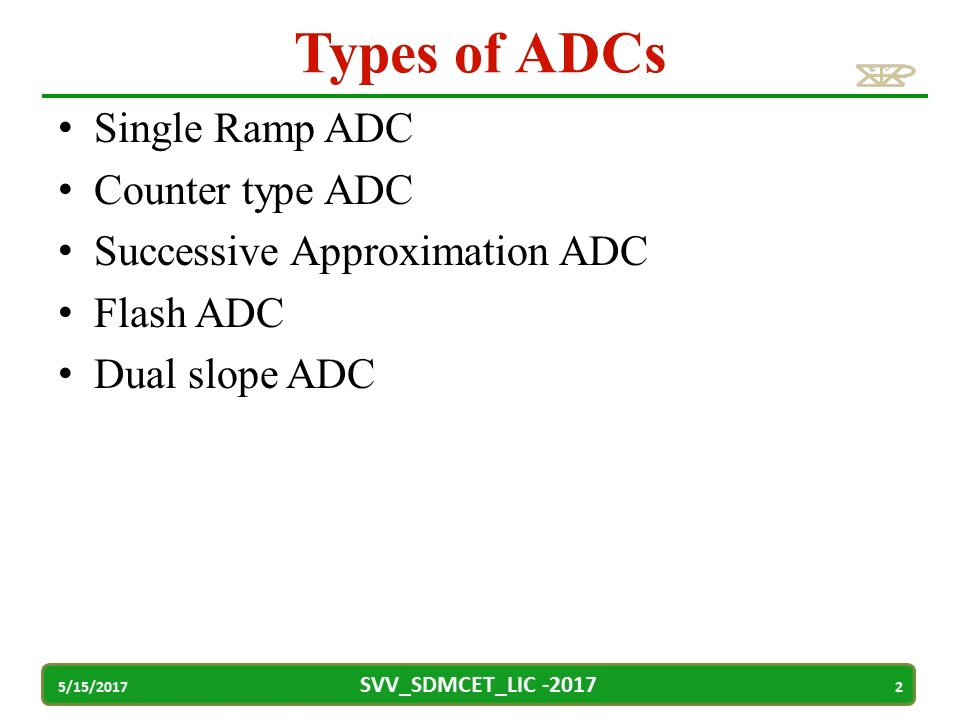 Types of ADCs
• Single Ramp ADC
• Counter type ADC
• Successive Approximation ADC
• Flash ADC
• Dual slope ADC
5/15/2017 SVV_SDMCET_LIC -2017 2